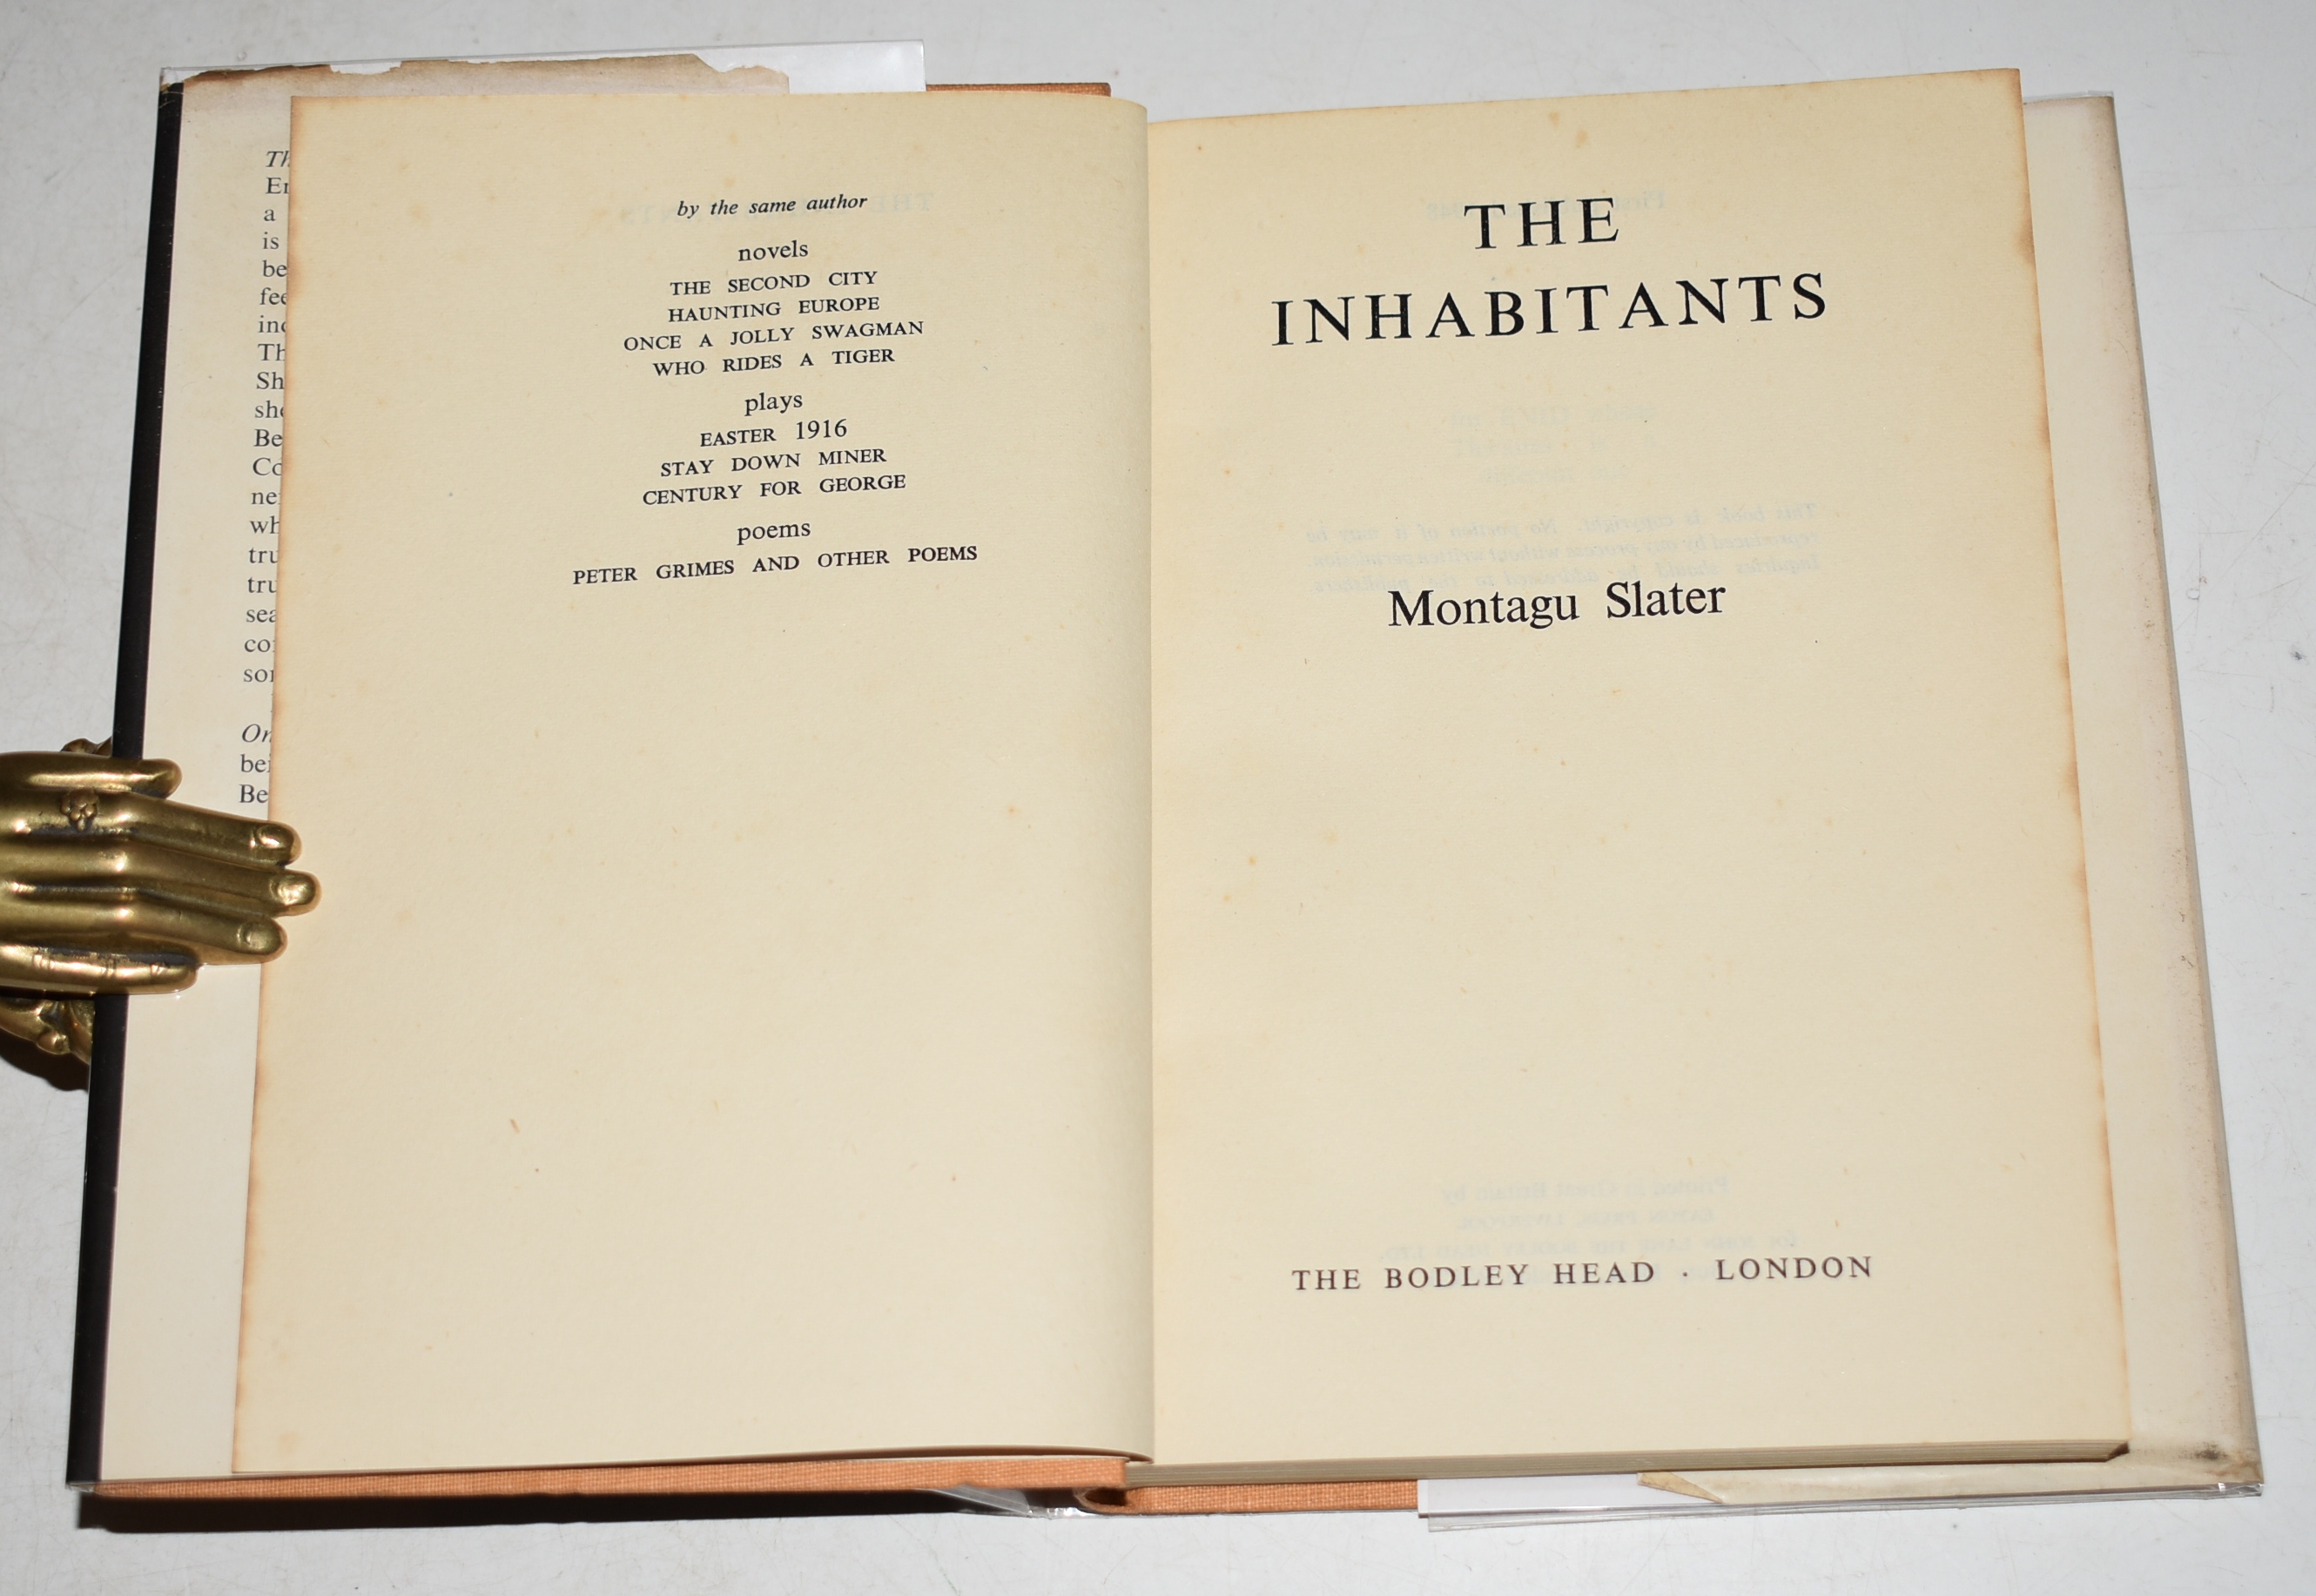 by the same author
novels
THE SECOND CITY
HAUNTING EUROPE
ONCE A JOLLY SWAGMAN
WHO RIDES A TIGER
plays
EASTER 1916
STAY DOWN MINER
CENTURY FOR GEORGE
poems
PETER GRIMES AND OTHER POEMS
THE
INHABITANTS
Montagu Slater
THE BODLEY HEAD · LONDON